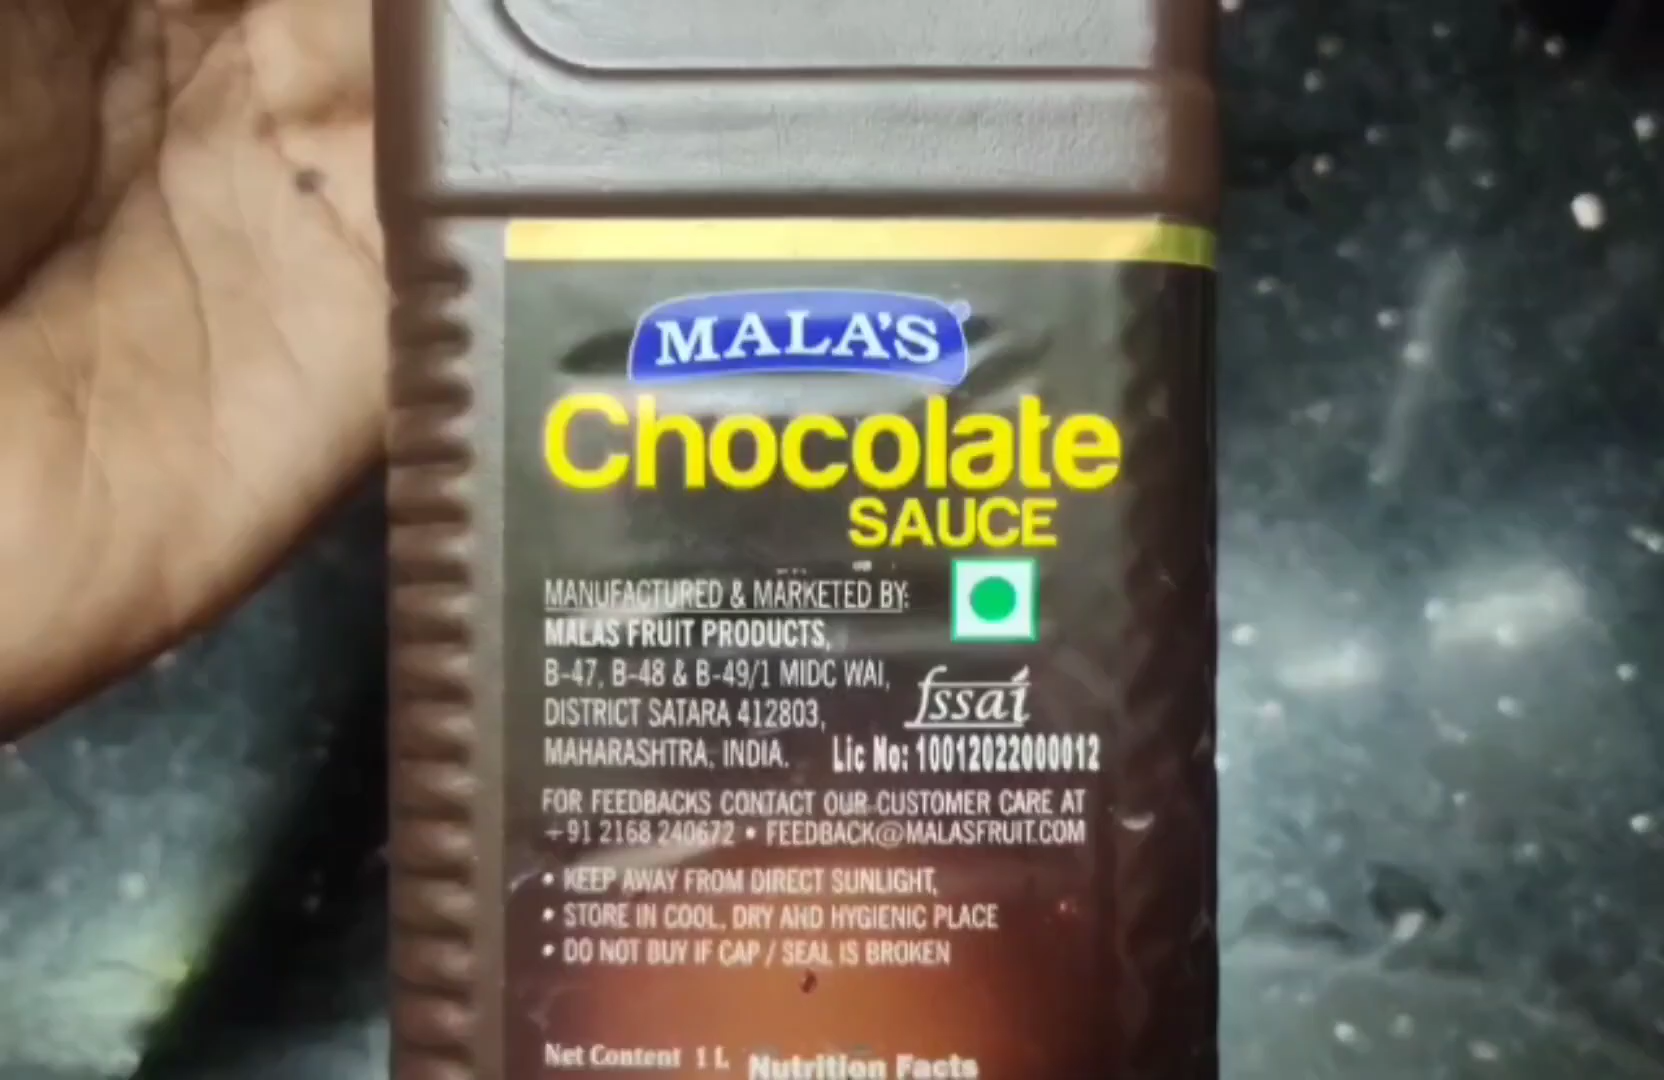 MALA'S
Chocolate
SAUCE
MANUFACTURED & MARKETED BY:
MALAS FRUIT PRODUCTS,
B-47, B-48 & B-49/1 MIDC WAI,
DISTRICT SATARA 412803,
MAHARASHTRA, INDIA.
fssai
Lic No: 10012022000012
FOR FEEDBACKS CONTACT OUR CUSTOMER CARE AT
+91 2168 240672 • FEEDBACK@MALASFRUIT.COM
• KEEP AWAY FROM DIRECT SUNLIGHT,
• STORE IN COOL, DRY AND HYGIENIC PLACE
• DO NOT BUY IF CAP / SEAL IS BROKEN
Net Content 1 L
Nutrition Facts